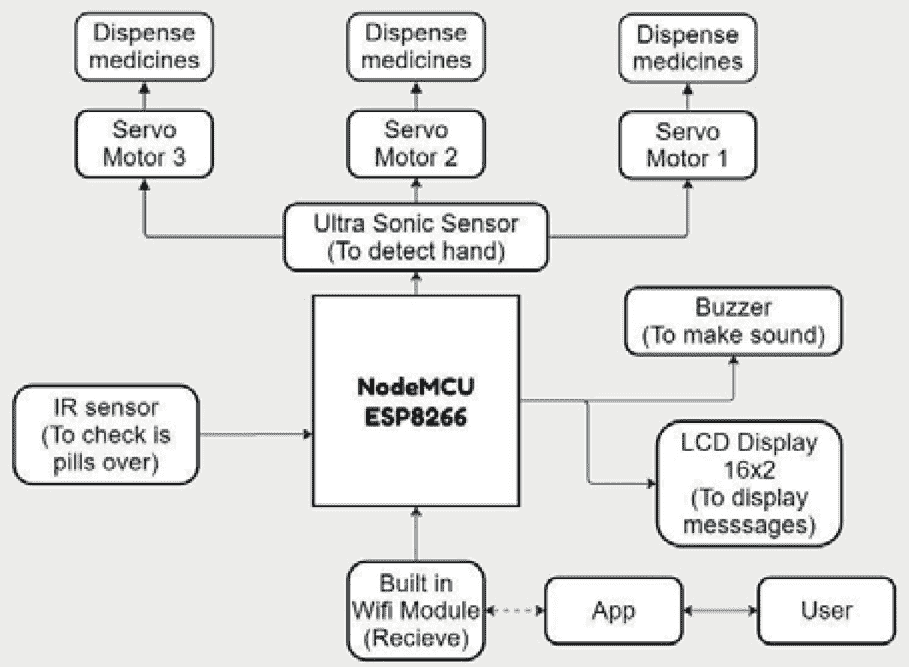 Dispense
medicines
Dispense
medicines
Dispense
medicines
Servo
Motor 3
Servo
Motor 2
Servo
Motor 1
Ultra Sonic Sensor
(To detect hand)
Buzzer
(To make sound)
NodeMCU
ESP8266
IR sensor
(To check is
pills over)
LCD Display
16x2
(To display
messsages)
Built in
Wifi Module
(Recieve)
App
User